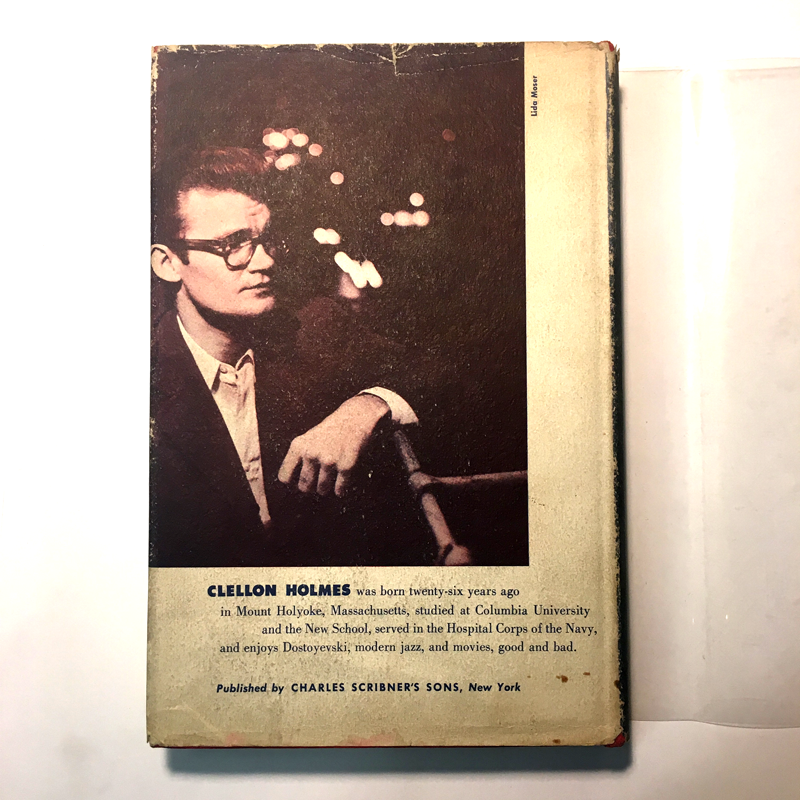 Lida Moser
CLELLON HOLMES was born twenty-six years ago
in Mount Holyoke, Massachusetts, studied at Columbia University
and the New School, served in the Hospital Corps of the Navy,
and enjoys Dostoyevski, modern jazz, and movies, good and bad.
Published by CHARLES SCRIBNER'S SONS, New York